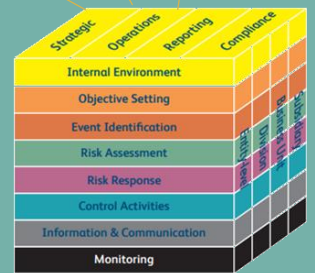 Strategic
Operations
Reporting
Compliance
Internal Environment
Objective Setting
Event Identification
Risk Assessment
Risk Response
Control Activities
Information & Communication
Monitoring
Entity-level
Division
Business Unit
Subsidiary